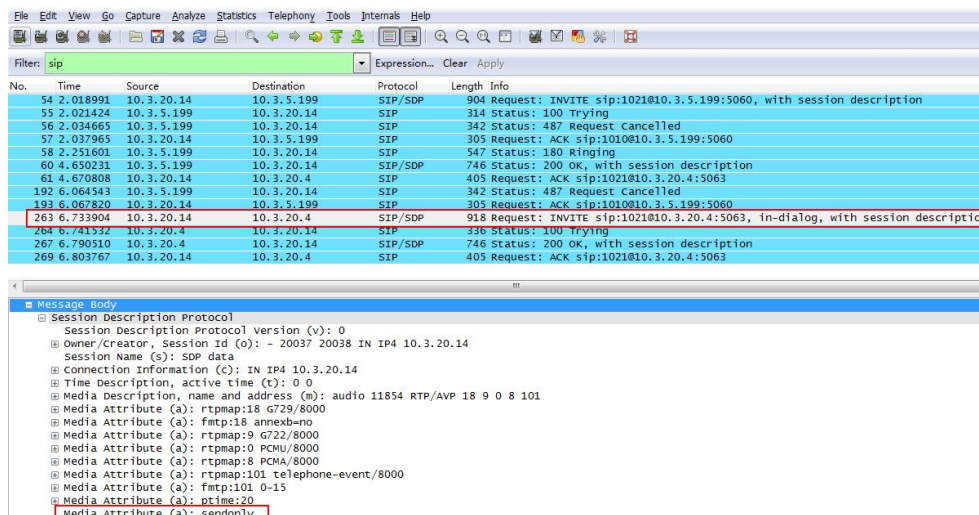 File Edit View Go Capture Analyze Statistics Telephony Tools Internals Help
Filter: sip Expression... Clear Apply
No. Time Source Destination Protocol Length Info
54 2.018991 10.3.20.14 10.3.5.199 SIP/SDP 904 Request: INVITE sip:1021@10.3.5.199:5060, with session description
55 2.021424 10.3.5.199 10.3.20.14 SIP 314 Status: 100 Trying
56 2.034665 10.3.5.199 10.3.20.14 SIP 342 Status: 487 Request Cancelled
57 2.037965 10.3.20.14 10.3.5.199 SIP 305 Request: ACK sip:1010@10.3.5.199:5060
58 2.251601 10.3.5.199 10.3.20.14 SIP 547 Status: 180 Ringing
60 4.650231 10.3.5.199 10.3.20.14 SIP/SDP 746 Status: 200 OK, with session description
61 4.670808 10.3.20.14 10.3.20.4 SIP 405 Request: ACK sip:1021@10.3.20.4:5063
192 6.064543 10.3.5.199 10.3.20.14 SIP 342 Status: 487 Request Cancelled
193 6.067820 10.3.20.14 10.3.5.199 SIP 305 Request: ACK sip:1010@10.3.5.199:5060
263 6.733904 10.3.20.14 10.3.20.4 SIP/SDP 918 Request: INVITE sip:1021@10.3.20.4:5063, in-dialog, with session descriptio
264 6.741532 10.3.20.4 10.3.20.14 SIP 336 Status: 100 Trying
267 6.790510 10.3.20.4 10.3.20.14 SIP/SDP 746 Status: 200 OK, with session description
269 6.803767 10.3.20.14 10.3.20.4 SIP 405 Request: ACK sip:1021@10.3.20.4:5063
Message Body
Session Description Protocol
Session Description Protocol Version (v): 0
Owner/Creator, Session Id (o): - 20037 20038 IN IP4 10.3.20.14
Session Name (s): SDP data
Connection Information (c): IN IP4 10.3.20.14
Time Description, active time (t): 0 0
Media Description, name and address (m): audio 11854 RTP/AVP 18 9 0 8 101
Media Attribute (a): rtpmap:18 G729/8000
Media Attribute (a): fmtp:18 annexb=no
Media Attribute (a): rtpmap:9 G722/8000
Media Attribute (a): rtpmap:0 PCMU/8000
Media Attribute (a): rtpmap:8 PCMA/8000
Media Attribute (a): rtpmap:101 telephone-event/8000
Media Attribute (a): fmtp:101 0-15
Media Attribute (a): ptime:20
Media Attribute (a): sendonly